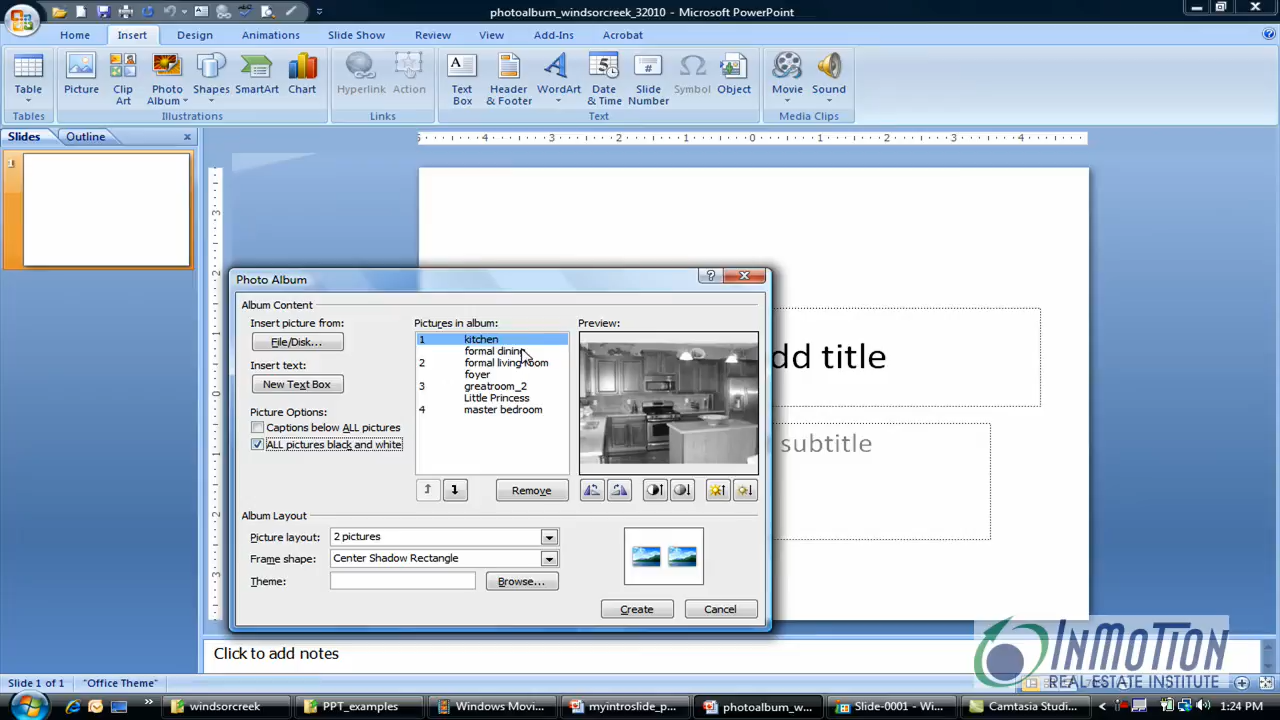 photoalbum_windsorcreek_32010 - Microsoft PowerPoint
Home Insert Design Animations Slide Show Review View Add-Ins Acrobat
Table Picture Clip Art Photo Album Shapes SmartArt Chart Hyperlink Action Text Box Header & Footer WordArt Date & Time Slide Number Symbol Object Movie Sound
Tables Illustrations Links Text Media Clips
Slides Outline
1
Photo Album
Album Content
Insert picture from:
File/Disk...
Insert text:
New Text Box
Picture Options:
Captions below ALL pictures
ALL pictures black and white
Pictures in album:
1 kitchen
formal dining
2 formal living room
foyer
3 greatroom_2
Little Princess
4 master bedroom
Remove
Preview:
Album Layout
Picture layout: 2 pictures
Frame shape: Center Shadow Rectangle
Theme: Browse...
Create Cancel
dd title
subtitle
Click to add notes
INMOTION
REAL ESTATE INSTITUTE
Slide 1 of 1 "Office Theme"
windsorcreek PPT_examples Windows Movi... myintroslide_p... photoalbum_w... Slide-0001 - Wi... Camtasia Studi... 1:24 PM